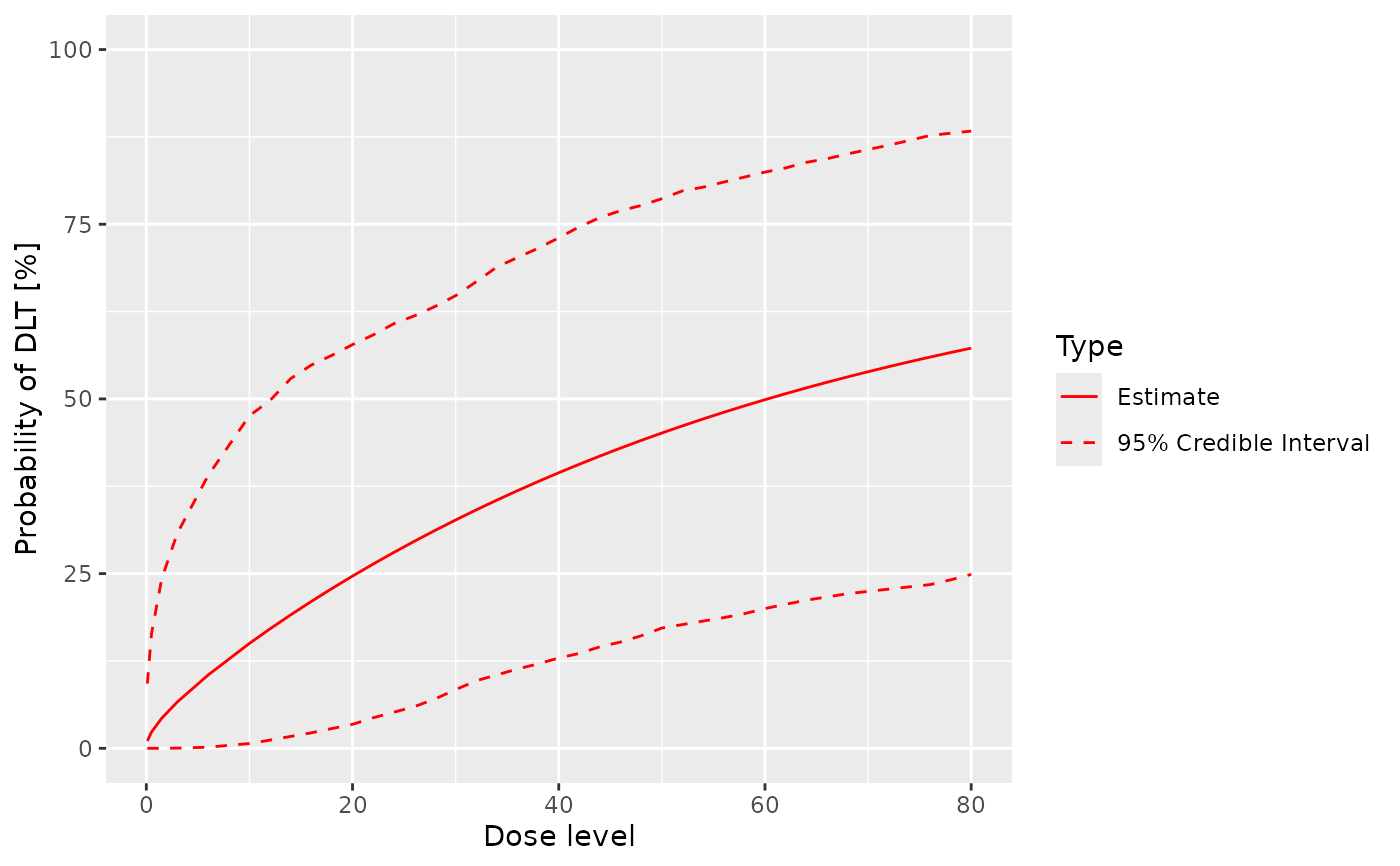 Probability of DLT [%]
100
75
50
25
0
0 20 40 60 80
Dose level
Type
Estimate
95% Credible Interval